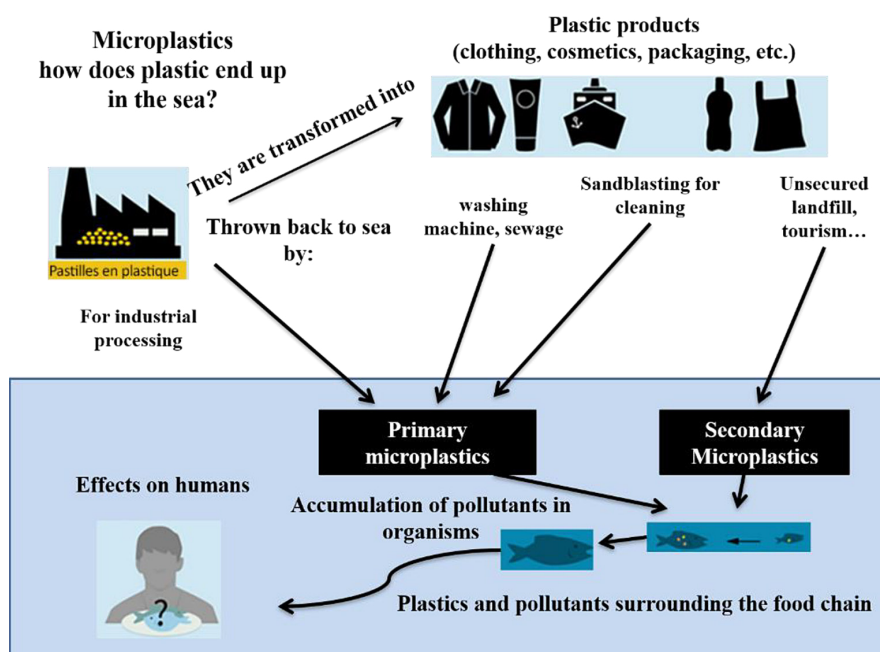 Microplastics
how does plastic end up
in the sea?
Plastic products
(clothing, cosmetics, packaging, etc.)
They are transformed into
Pastilles en plastique
For industrial
processing
Thrown back to sea
by:
washing
machine, sewage
Sandblasting for
cleaning
Unsecured
landfill,
tourism…
Primary
microplastics
Secondary
Microplastics
Effects on humans
Accumulation of pollutants in
organisms
?
Plastics and pollutants surrounding the food chain